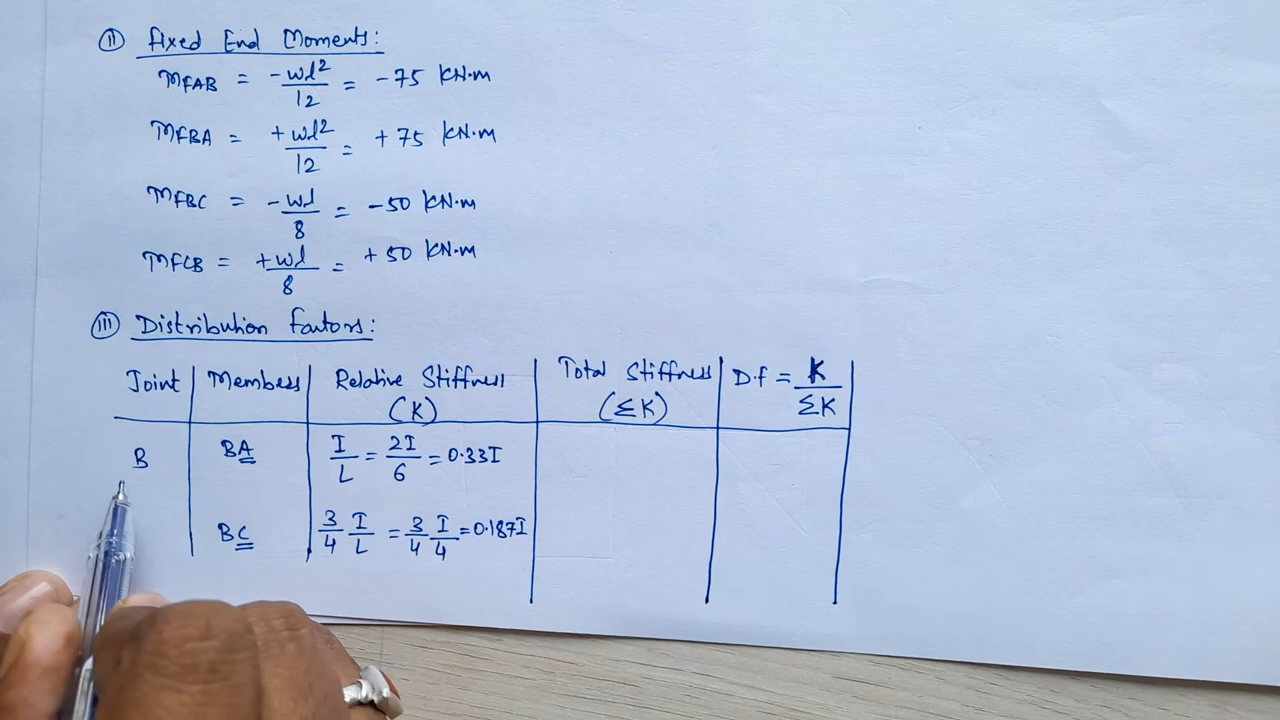 II Fixed End Moments:
MFAB = -wl²/12 = -75 KN.m
MFBA = +wl²/12 = +75 KN.m
MFBC = -wl/8 = -50 KN.m
MFCB = +wl/8 = +50 KN.m
III Distribution Factors:
Joint Members Relative Stiffness (K) Total Stiffness (ΣK) D.f = K/ΣK
B BA I/L = 2I/6 = 0.33I
BC 3/4 I/L = 3/4 I/4 = 0.187I